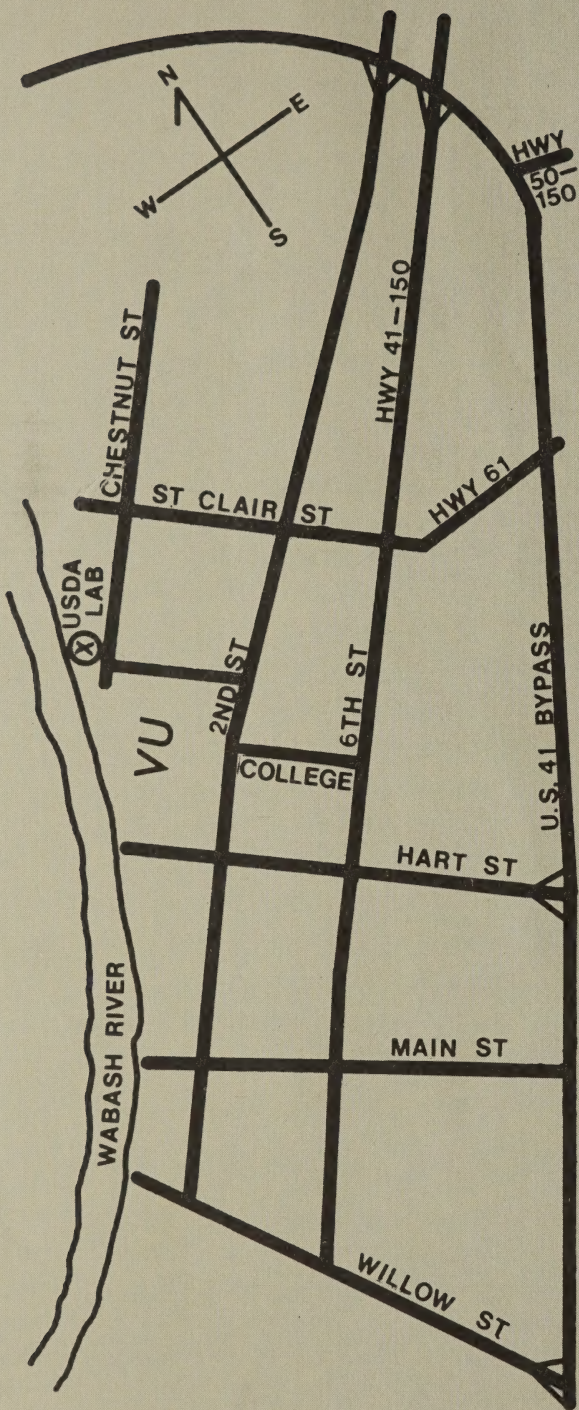 N
E
W
S
HWY
50-
150
HWY 41-150
CHESTNUT ST
ST CLAIR ST
HWY 61
USDA
LAB
X
VU
2ND ST
6TH ST
COLLEGE
U.S. 41 BYPASS
HART ST
WABASH RIVER
MAIN ST
WILLOW ST